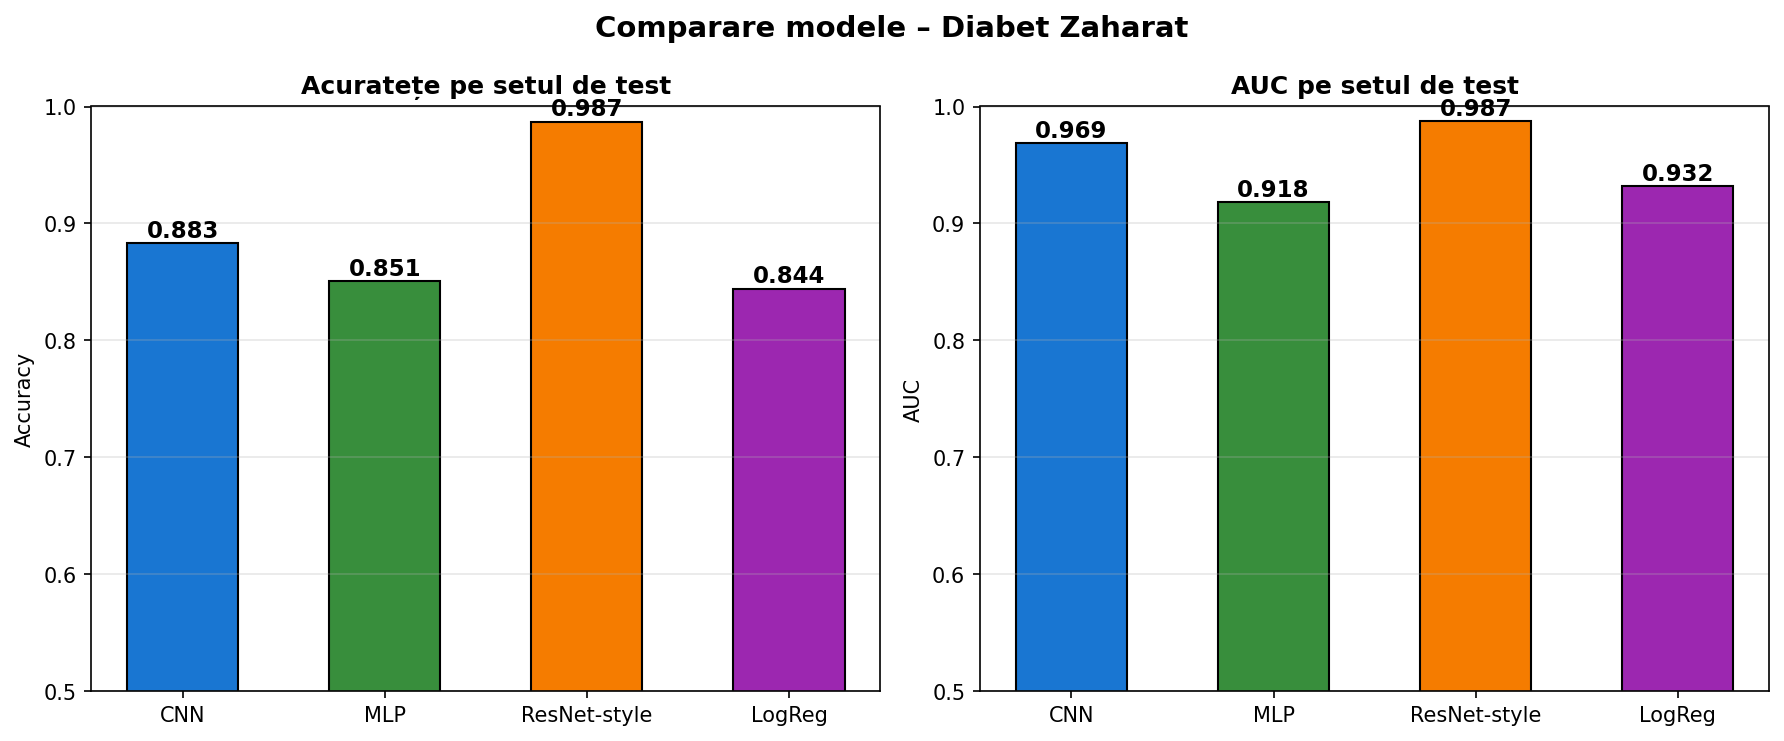 Comparare modele – Diabet Zaharat
Acuratețe pe setul de test
Accuracy
1.0
0.9
0.8
0.7
0.6
0.5
0.883
0.851
0.987
0.844
CNN
MLP
ResNet-style
LogReg
AUC pe setul de test
AUC
1.0
0.9
0.8
0.7
0.6
0.5
0.969
0.918
0.987
0.932
CNN
MLP
ResNet-style
LogReg